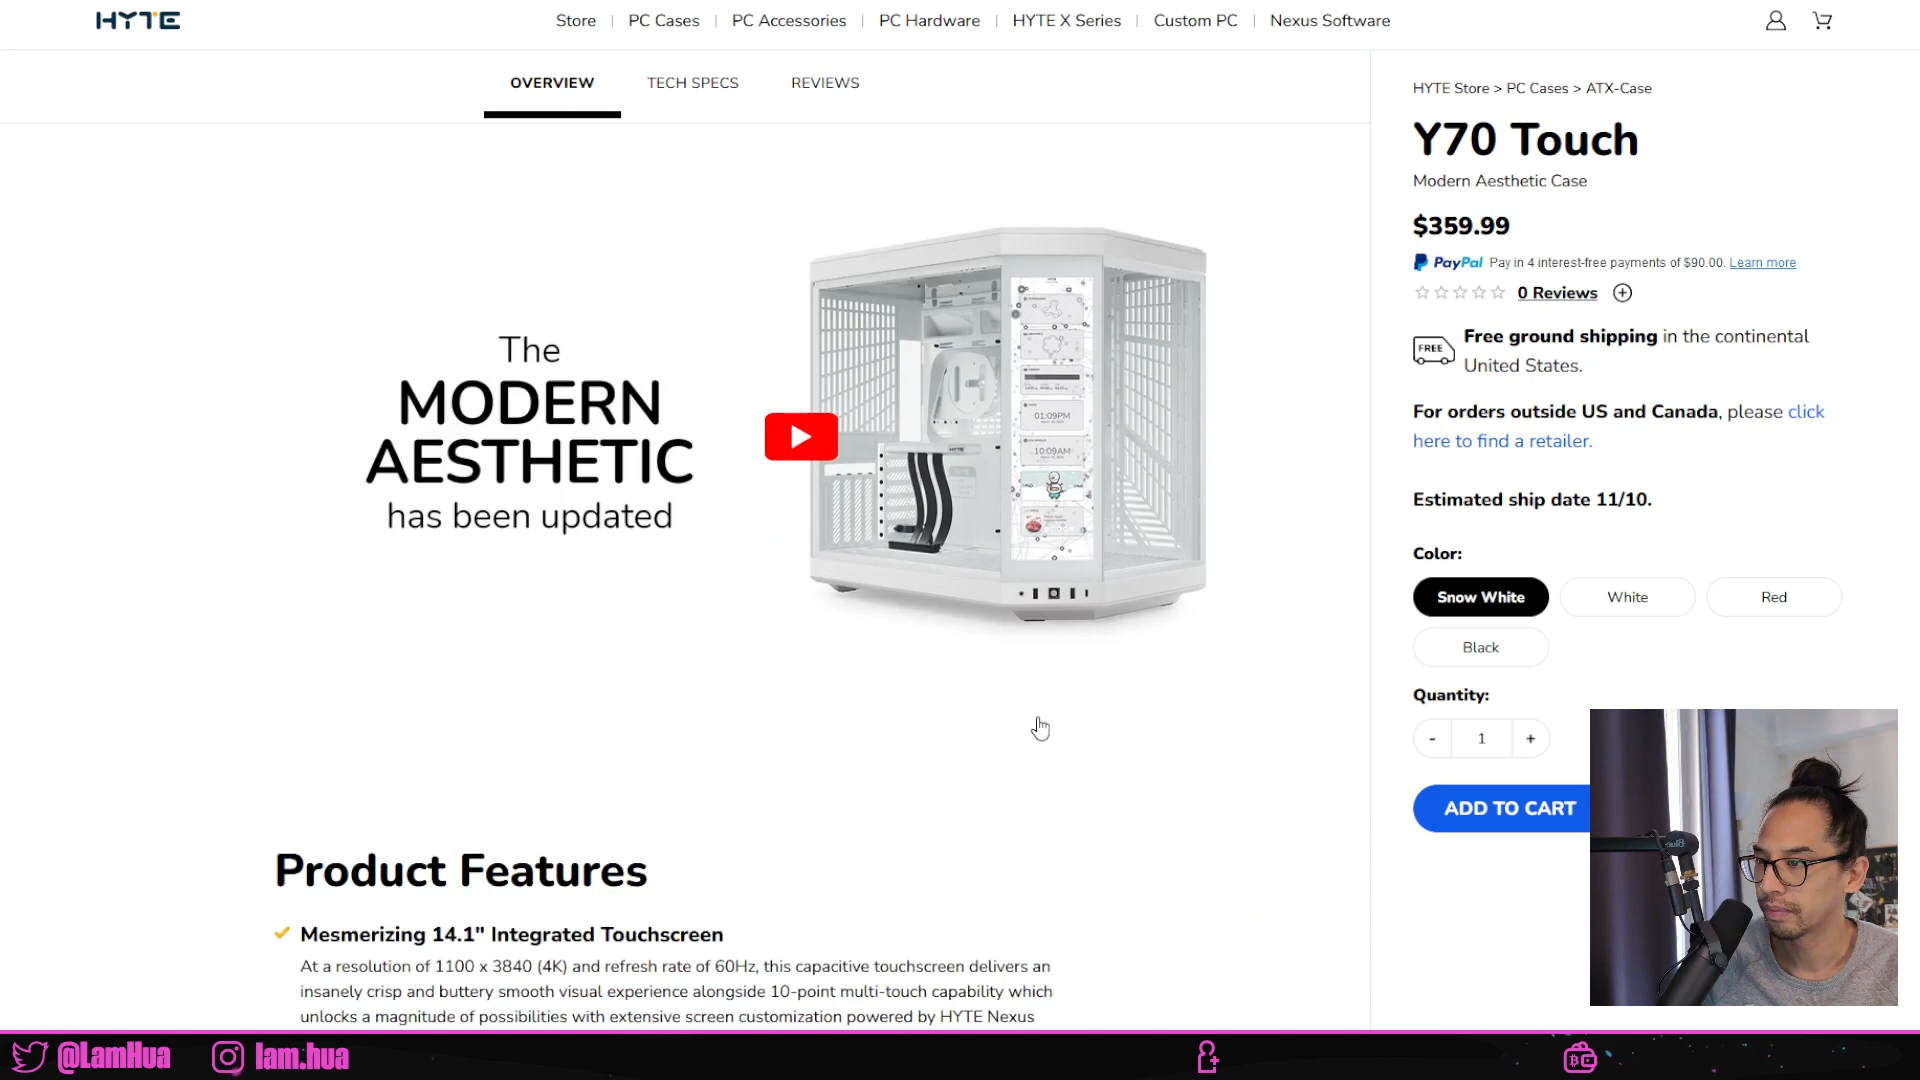 HYTE
Store
PC Cases
PC Accessories
PC Hardware
HYTE X Series
Custom PC
Nexus Software
OVERVIEW
TECH SPECS
REVIEWS
The
MODERN
AESTHETIC
has been updated
HYTE
01:09PM
10:09AM
HYTE Store > PC Cases > ATX-Case
Y70 Touch
Modern Aesthetic Case
$359.99
PayPal Pay in 4 interest-free payments of $90.00. Learn more
0 Reviews
FREE
Free ground shipping in the continental
United States.
For orders outside US and Canada, please click
here to find a retailer.
Estimated ship date 11/10.
Color:
Snow White
White
Red
Black
Quantity:
- 1 +
ADD TO CART
Product Features
Mesmerizing 14.1" Integrated Touchscreen
At a resolution of 1100 x 3840 (4K) and refresh rate of 60Hz, this capacitive touchscreen delivers an
insanely crisp and buttery smooth visual experience alongside 10-point multi-touch capability which
unlocks a magnitude of possibilities with extensive screen customization powered by HYTE Nexus
@LamHua
lam.hua